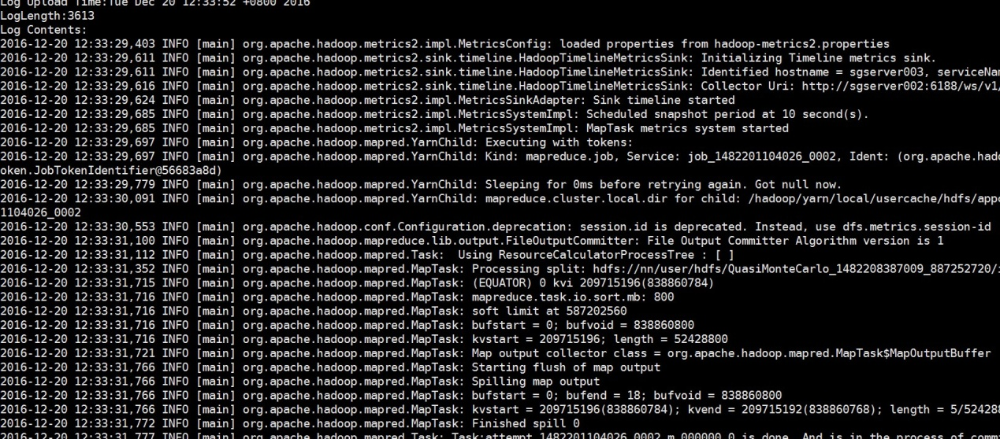 Log Upload Time:Tue Dec 20 12:33:52 +0800 2016
LogLength:3613
Log Contents:
2016-12-20 12:33:29,403 INFO [main] org.apache.hadoop.metrics2.impl.MetricsConfig: loaded properties from hadoop-metrics2.properties
2016-12-20 12:33:29,611 INFO [main] org.apache.hadoop.metrics2.sink.timeline.HadoopTimelineMetricsSink: Initializing Timeline metrics sink.
2016-12-20 12:33:29,611 INFO [main] org.apache.hadoop.metrics2.sink.timeline.HadoopTimelineMetricsSink: Identified hostname = sgserver003, serviceNa
2016-12-20 12:33:29,616 INFO [main] org.apache.hadoop.metrics2.sink.timeline.HadoopTimelineMetricsSink: Collector Uri: http://sgserver002:6188/ws/v1/
2016-12-20 12:33:29,624 INFO [main] org.apache.hadoop.metrics2.impl.MetricsSinkAdapter: Sink timeline started
2016-12-20 12:33:29,685 INFO [main] org.apache.hadoop.metrics2.impl.MetricsSystemImpl: Scheduled snapshot period at 10 second(s).
2016-12-20 12:33:29,685 INFO [main] org.apache.hadoop.metrics2.impl.MetricsSystemImpl: MapTask metrics system started
2016-12-20 12:33:29,697 INFO [main] org.apache.hadoop.mapred.YarnChild: Executing with tokens:
2016-12-20 12:33:29,697 INFO [main] org.apache.hadoop.mapred.YarnChild: Kind: mapreduce.job, Service: job_1482201104026_0002, Ident: (org.apache.had
oken.JobTokenIdentifier@56683a8d)
2016-12-20 12:33:29,779 INFO [main] org.apache.hadoop.mapred.YarnChild: Sleeping for 0ms before retrying again. Got null now.
2016-12-20 12:33:30,091 INFO [main] org.apache.hadoop.mapred.YarnChild: mapreduce.cluster.local.dir for child: /hadoop/yarn/local/usercache/hdfs/appc
1104026_0002
2016-12-20 12:33:30,553 INFO [main] org.apache.hadoop.conf.Configuration.deprecation: session.id is deprecated. Instead, use dfs.metrics.session-id
2016-12-20 12:33:31,100 INFO [main] org.apache.hadoop.mapreduce.lib.output.FileOutputCommitter: File Output Committer Algorithm version is 1
2016-12-20 12:33:31,112 INFO [main] org.apache.hadoop.mapred.Task:  Using ResourceCalculatorProcessTree : [ ]
2016-12-20 12:33:31,352 INFO [main] org.apache.hadoop.mapred.MapTask: Processing split: hdfs://nn/user/hdfs/QuasiMonteCarlo_1482208387009_887252720/i
2016-12-20 12:33:31,715 INFO [main] org.apache.hadoop.mapred.MapTask: (EQUATOR) 0 kvi 209715196(838860784)
2016-12-20 12:33:31,716 INFO [main] org.apache.hadoop.mapred.MapTask: mapreduce.task.io.sort.mb: 800
2016-12-20 12:33:31,716 INFO [main] org.apache.hadoop.mapred.MapTask: soft limit at 587202560
2016-12-20 12:33:31,716 INFO [main] org.apache.hadoop.mapred.MapTask: bufstart = 0; bufvoid = 838860800
2016-12-20 12:33:31,716 INFO [main] org.apache.hadoop.mapred.MapTask: kvstart = 209715196; length = 52428800
2016-12-20 12:33:31,721 INFO [main] org.apache.hadoop.mapred.MapTask: Map output collector class = org.apache.hadoop.mapred.MapTask$MapOutputBuffer
2016-12-20 12:33:31,766 INFO [main] org.apache.hadoop.mapred.MapTask: Starting flush of map output
2016-12-20 12:33:31,766 INFO [main] org.apache.hadoop.mapred.MapTask: Spilling map output
2016-12-20 12:33:31,766 INFO [main] org.apache.hadoop.mapred.MapTask: bufstart = 0; bufend = 18; bufvoid = 838860800
2016-12-20 12:33:31,766 INFO [main] org.apache.hadoop.mapred.MapTask: kvstart = 209715196(838860784); kvend = 209715192(838860768); length = 5/524288
2016-12-20 12:33:31,772 INFO [main] org.apache.hadoop.mapred.MapTask: Finished spill 0
2016-12-20 12:33:31,777 INFO [main] org.apache.hadoop.mapred.Task: Task:attempt_1482201104026_0002_m_000000_0 is done. And is in the process of comm